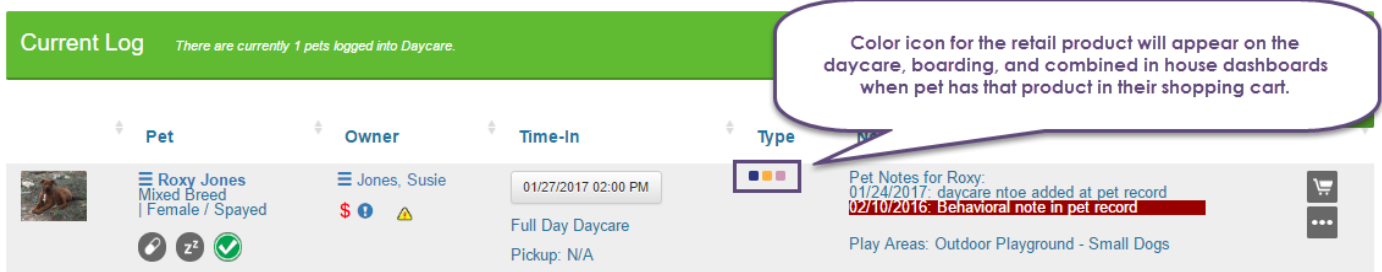 Current Log There are currently 1 pets logged into Daycare.
Color icon for the retail product will appear on the
daycare, boarding, and combined in house dashboards
when pet has that product in their shopping cart.
Pet Owner Time-In Type
Roxy Jones
Mixed Breed
| Female / Spayed
zz
Jones, Susie
$
01/27/2017 02:00 PM
Full Day Daycare
Pickup: N/A
Pet Notes for Roxy:
01/24/2017: daycare ntoe added at pet record
02/10/2016: Behavioral note in pet record
Play Areas: Outdoor Playground - Small Dogs